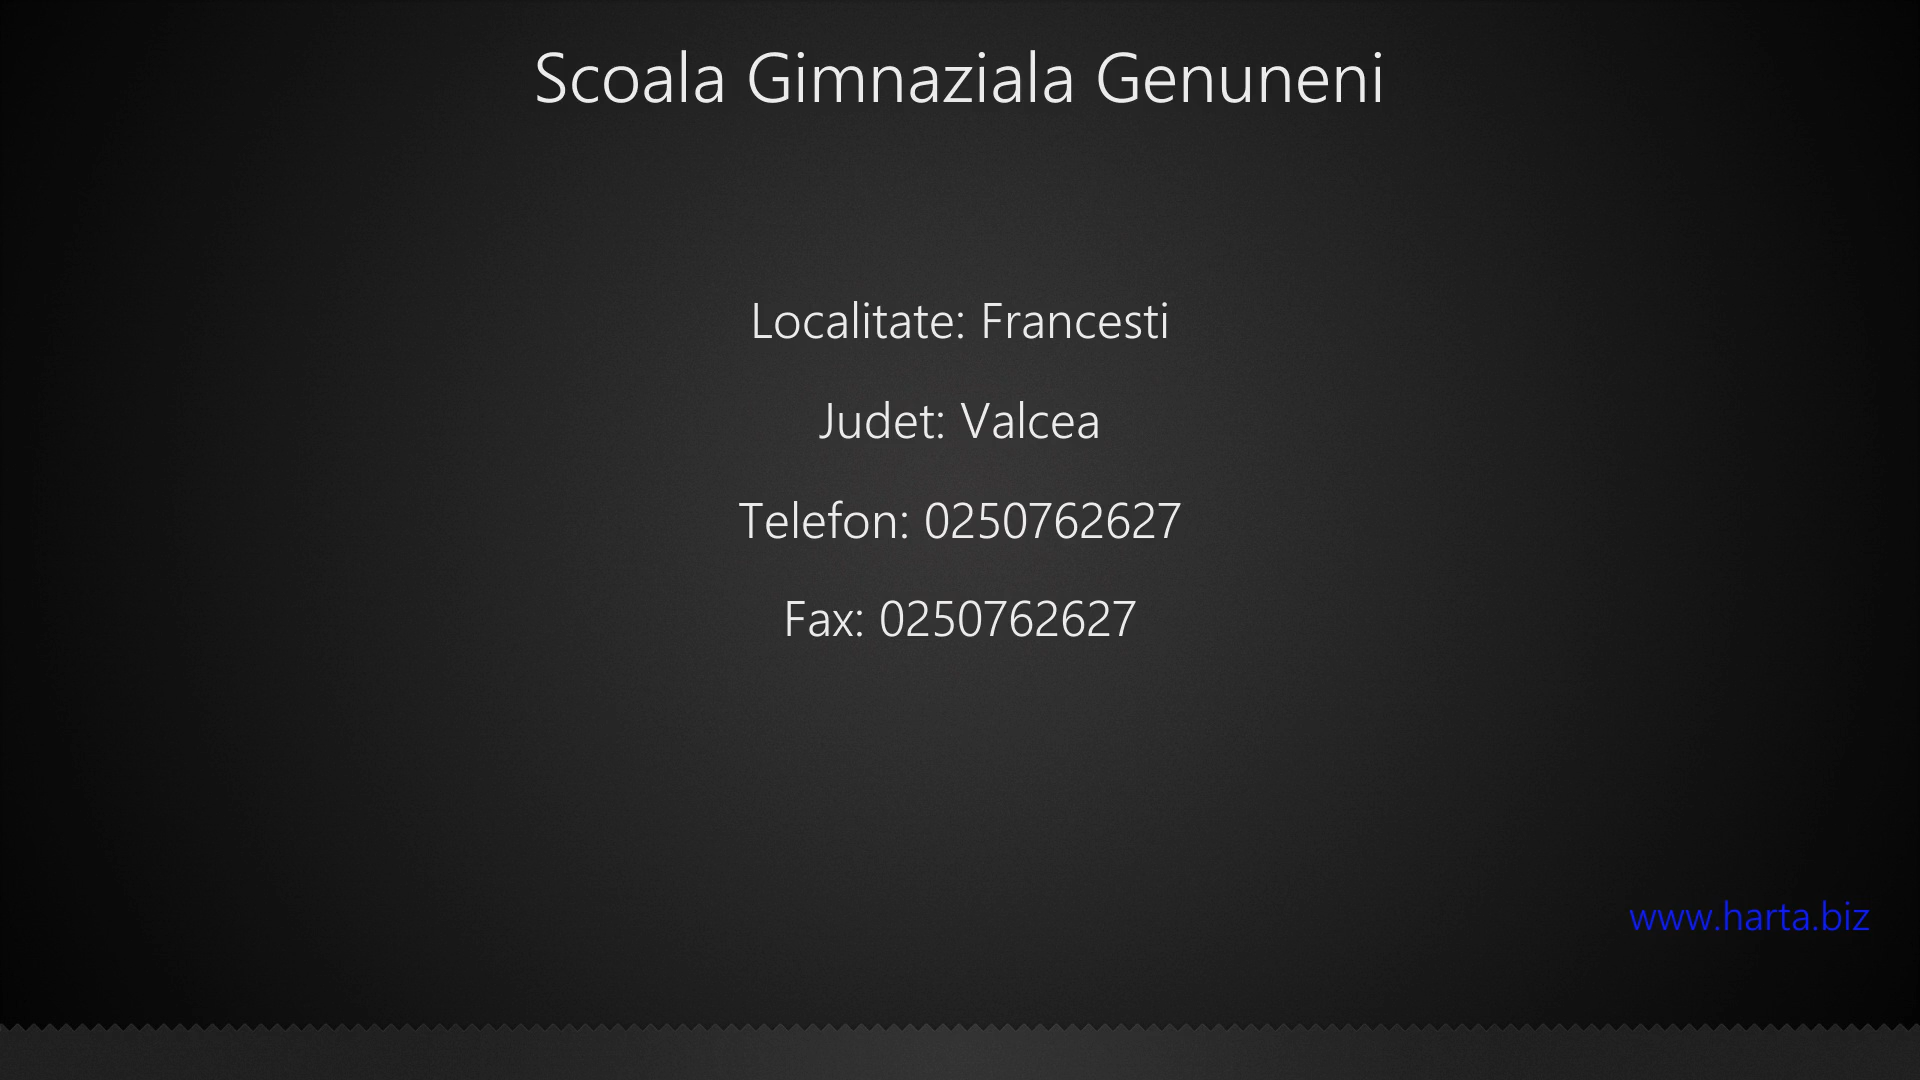 Scoala Gimnaziala Genuneni
Localitate: Francesti
Judet: Valcea
Telefon: 0250762627
Fax: 0250762627
www.harta.biz